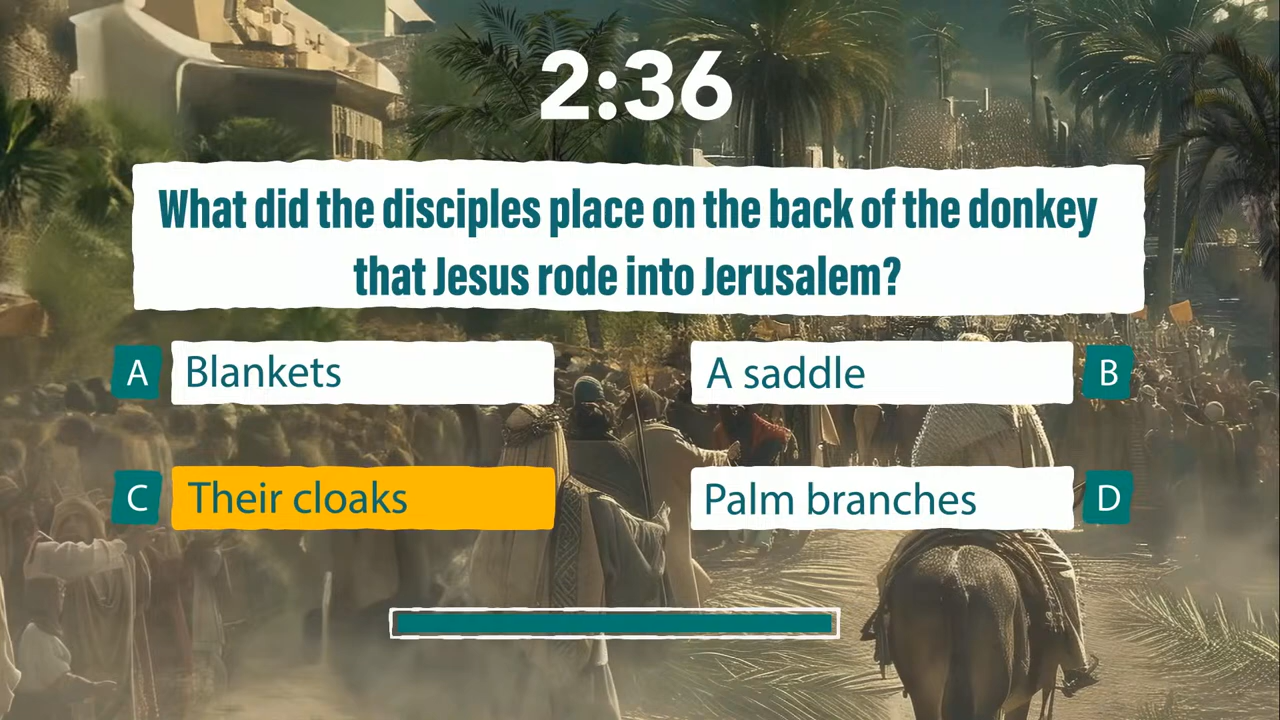 2:36
What did the disciples place on the back of the donkey
that Jesus rode into Jerusalem?
A Blankets
A saddle B
C Their cloaks
Palm branches D